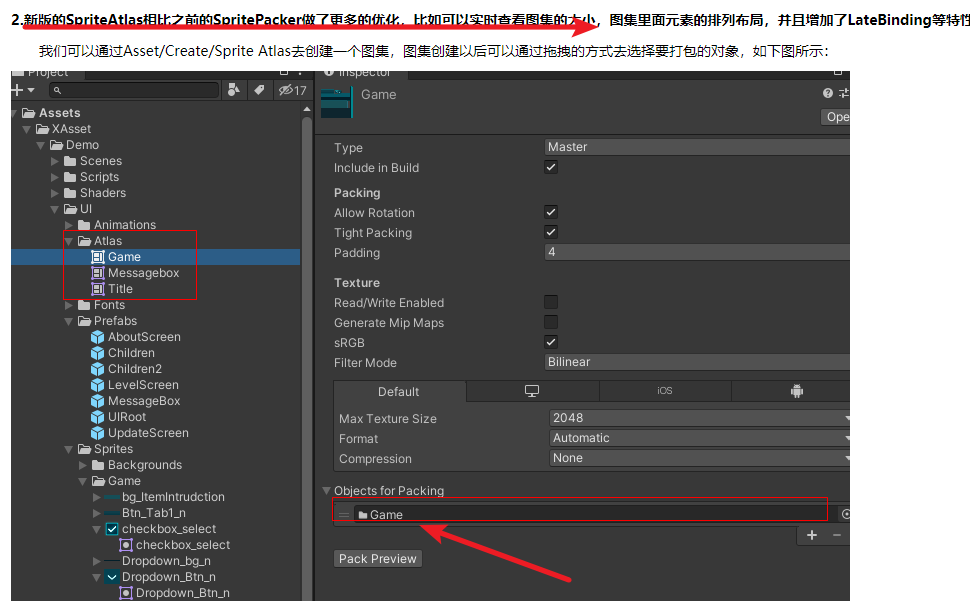 2.新版的SpriteAtlas相比之前的SpritePacker做了更多的优化，比如可以实时查看图集的大小，图集里面元素的排列布局，并且增加了LateBinding等特性
我们可以通过Asset/Create/Sprite Atlas去创建一个图集，图集创建以后可以通过拖拽的方式去选择要打包的对象，如下图所示：
Project
17
Assets
XAsset
Demo
Scenes
Scripts
Shaders
UI
Animations
Atlas
Game
Messagebox
Title
Fonts
Prefabs
AboutScreen
Children
Children2
LevelScreen
MessageBox
UIRoot
UpdateScreen
Sprites
Backgrounds
Game
bg_ItemIntrudction
Btn_Tab1_n
checkbox_select
checkbox_select
Dropdown_bg_n
Dropdown_Btn_n
Dropdown_Btn_n
Inspector
Game
Ope
Type Master
Include in Build
Packing
Allow Rotation
Tight Packing
Padding 4
Texture
Read/Write Enabled
Generate Mip Maps
sRGB
Filter Mode Bilinear
Default iOS
Max Texture Size 2048
Format Automatic
Compression None
Objects for Packing
Game
Pack Preview